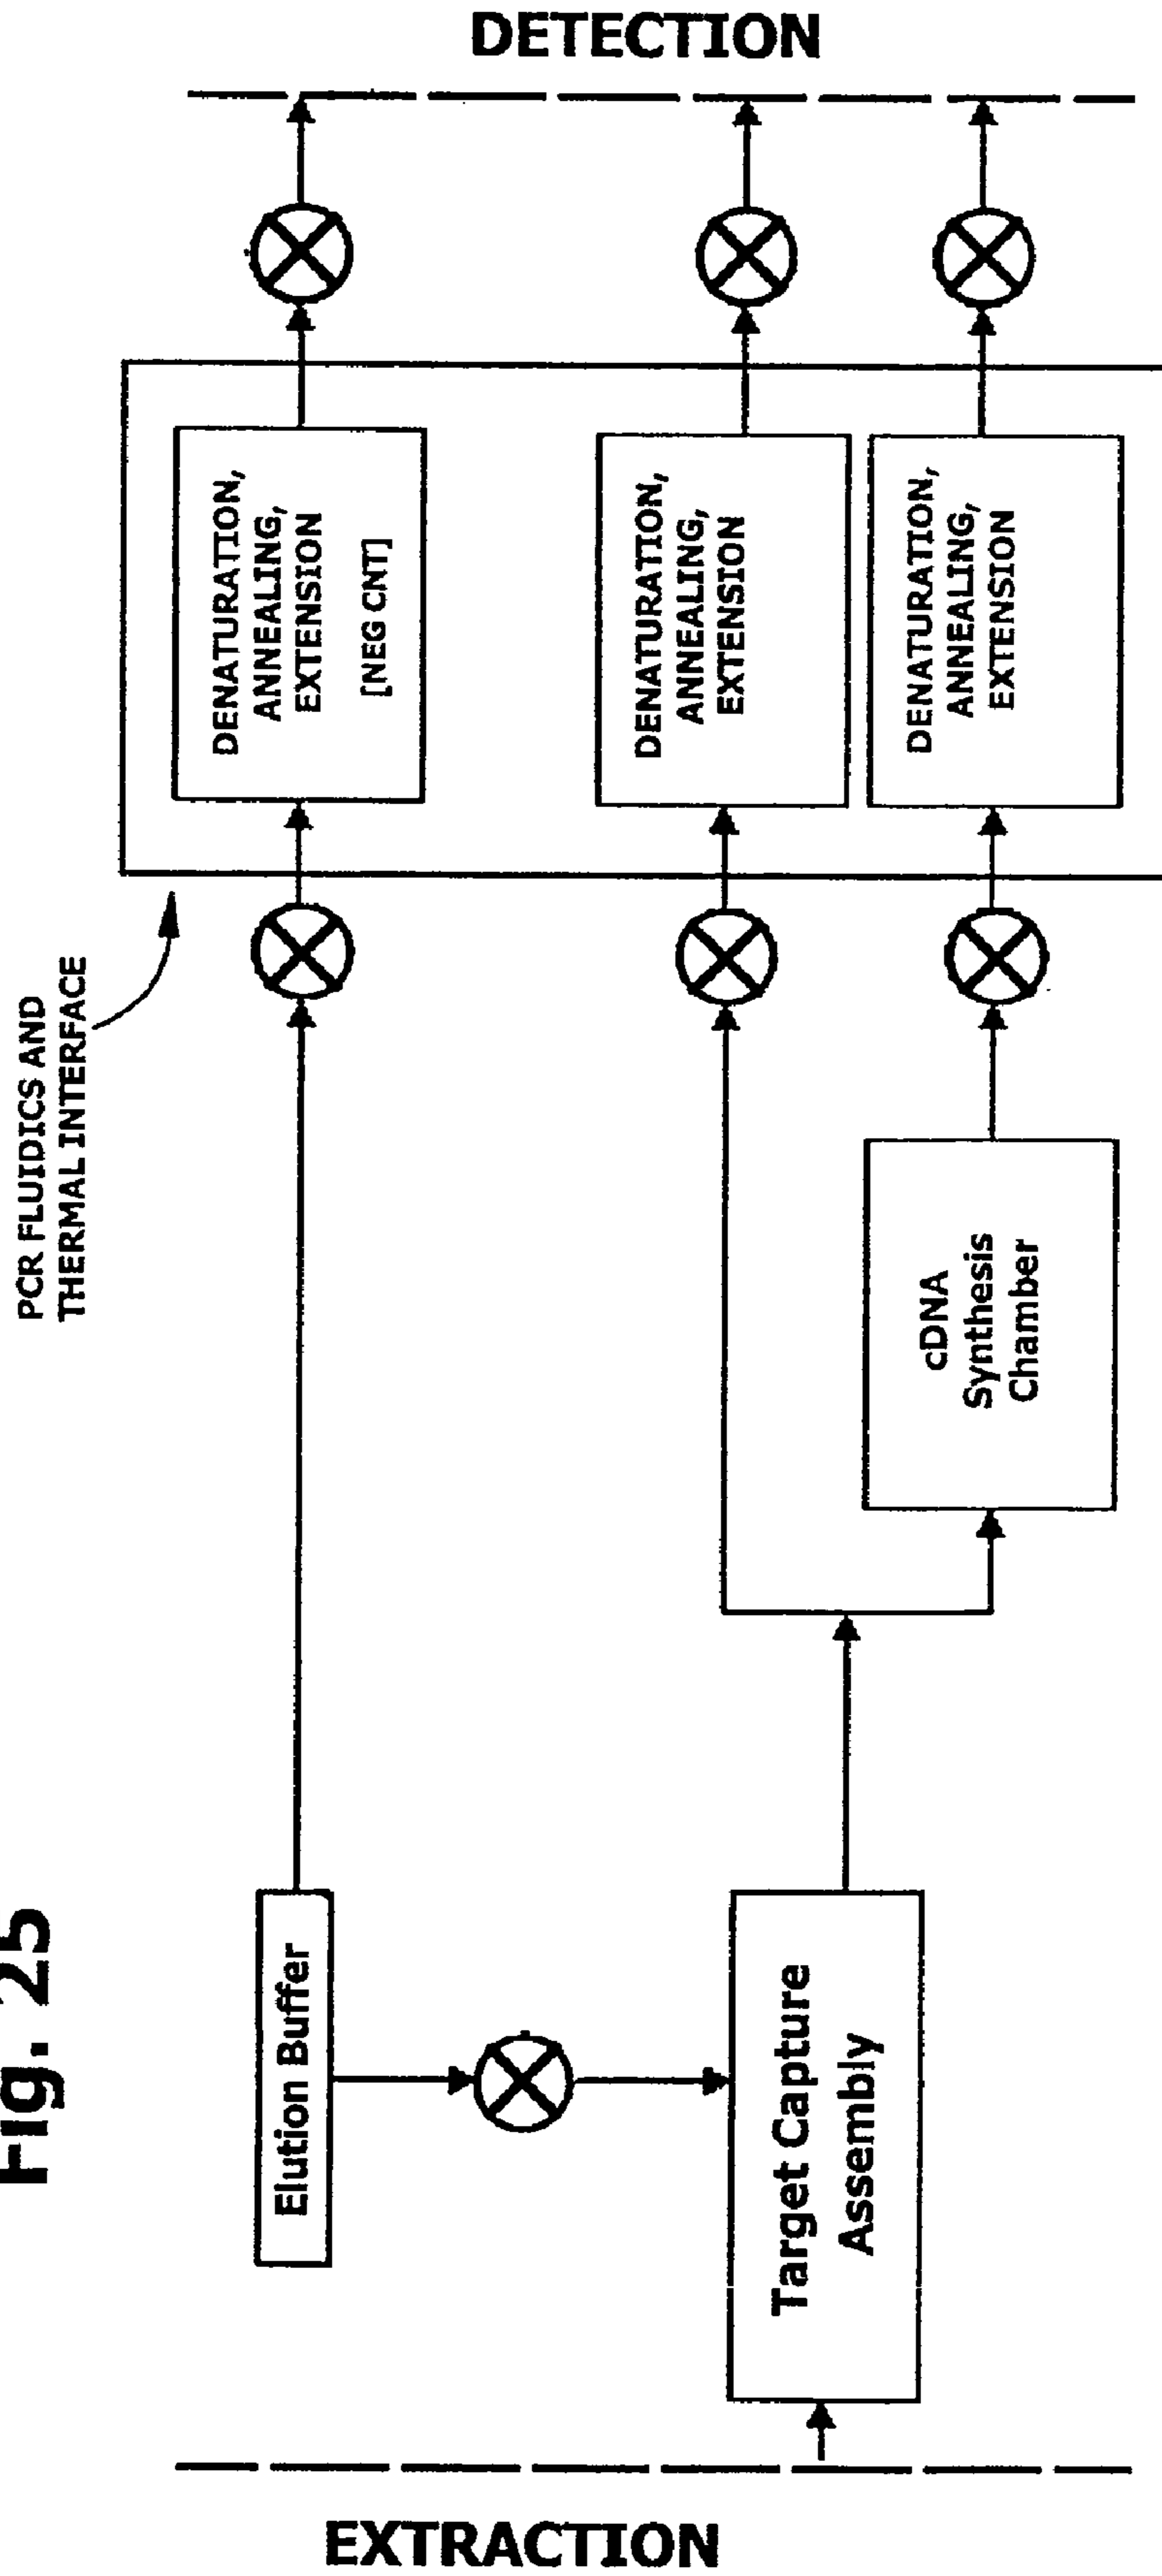 Fig. 25
EXTRACTION
Elution Buffer
Target Capture
Assembly
cDNA
Synthesis
Chamber
PCR FLUIDICS AND
THERMAL INTERFACE
DENATURATION,
ANNEALING,
EXTENSION
[NEG CNT]
DENATURATION,
ANNEALING,
EXTENSION
DENATURATION,
ANNEALING,
EXTENSION
DETECTION